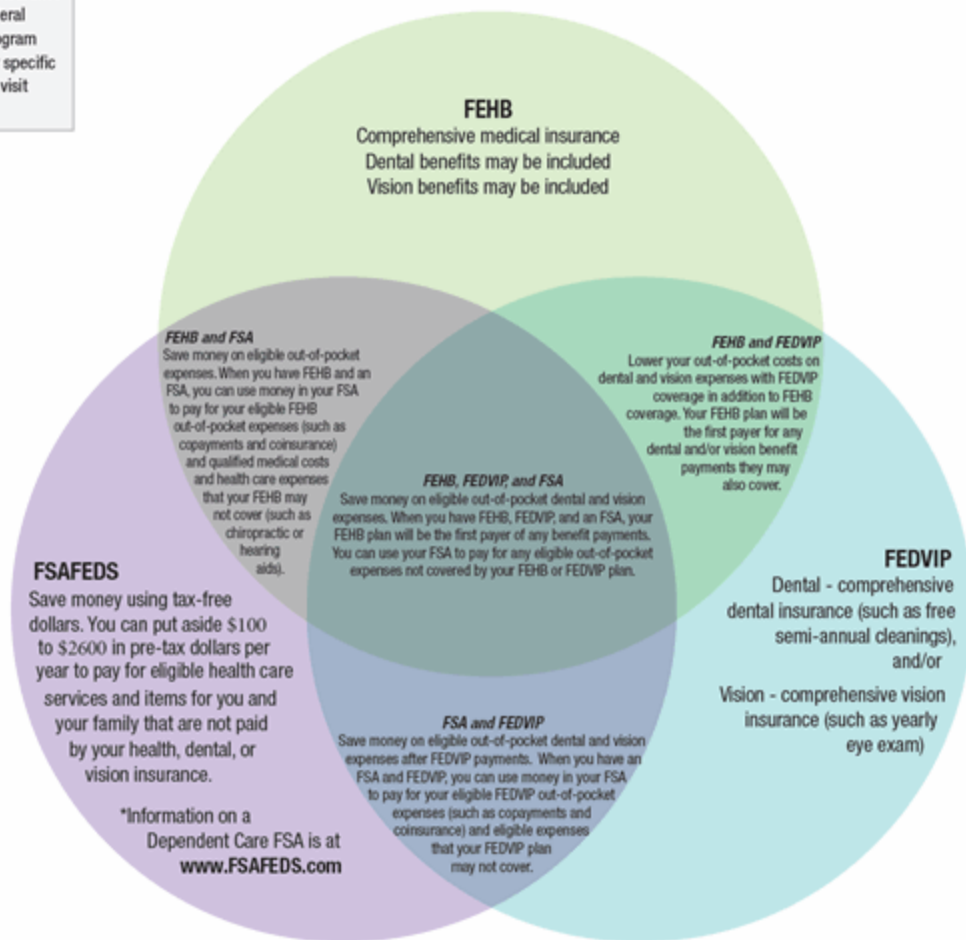 eral
ogram
specific
visit
FEHB
Comprehensive medical insurance
Dental benefits may be included
Vision benefits may be included
FEHB and FSA
Save money on eligible out-of-pocket
expenses. When you have FEHB and an
FSA, you can use money in your FSA
to pay for your eligible FEHB
out-of-pocket expenses (such as
copayments and coinsurance)
and qualified medical costs
and health care expenses
that your FEHB may
not cover (such as
chiropractic or
hearing
aids).
FEHB and FEDVIP
Lower your out-of-pocket costs on
dental and vision expenses with FEDVIP
coverage in addition to FEHB
coverage. Your FEHB plan will be
the first payer for any
dental and/or vision benefit
payments they may
also cover.
FEHB, FEDVIP, and FSA
Save money on eligible out-of-pocket dental and vision
expenses. When you have FEHB, FEDVIP, and an FSA, your
FEHB plan will be the first payer of any benefit payments.
You can use your FSA to pay for any eligible out-of-pocket
expenses not covered by your FEHB or FEDVIP plan.
FSAFEDS
Save money using tax-free
dollars. You can put aside $100
to $2600 in pre-tax dollars per
year to pay for eligible health care
services and items for you and
your family that are not paid
by your health, dental, or
vision insurance.
*Information on a
Dependent Care FSA is at
www.FSAFEDS.com
FEDVIP
Dental - comprehensive
dental insurance (such as free
semi-annual cleanings),
and/or
Vision - comprehensive vision
insurance (such as yearly
eye exam)
FSA and FEDVIP
Save money on eligible out-of-pocket dental and vision
expenses after FEDVIP payments. When you have an
FSA and FEDVIP, you can use money in your FSA
to pay for your eligible FEDVIP out-of-pocket
expenses (such as copayments and
coinsurance) and eligible expenses
that your FEDVIP plan
may not cover.